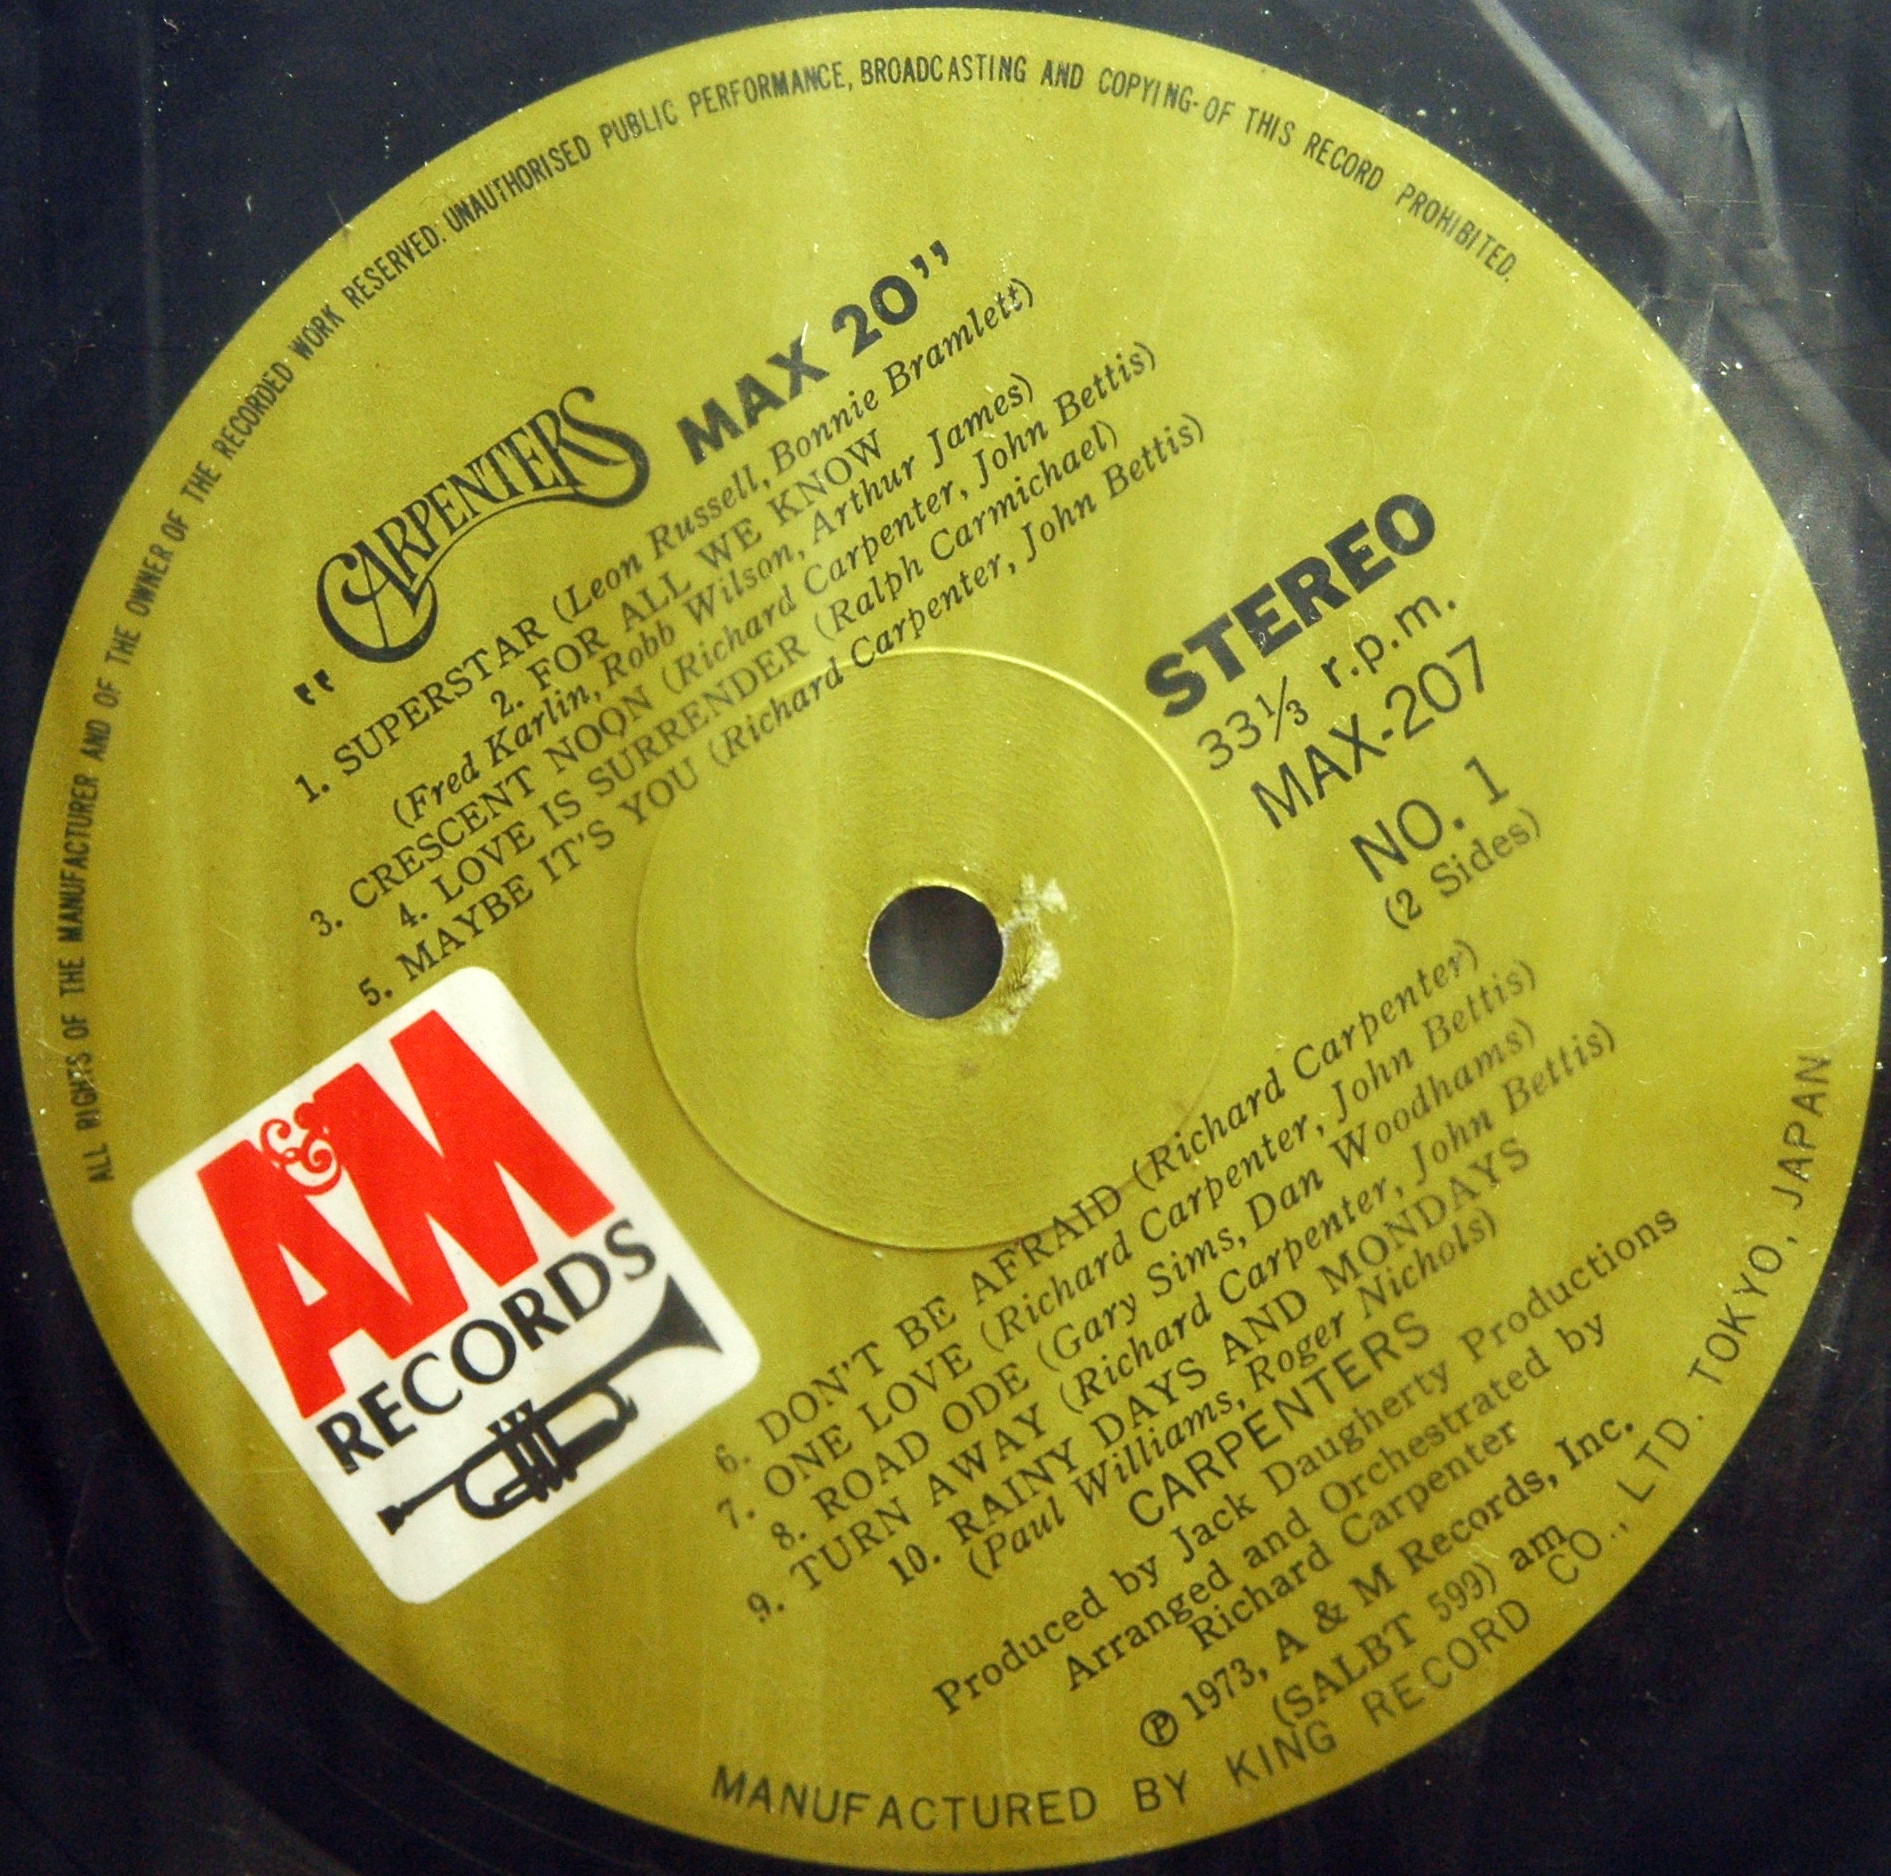 ALL RIGHTS OF THE MANUFACTURER AND OF THE OWNER OF THE RECORDED WORK RESERVED. UNAUTHORISED PUBLIC PERFORMANCE, BROADCASTING AND COPYING-OF THIS RECORD PROHIBITED.
"CARPENTERS MAX 20"
1. SUPERSTAR (Leon Russell, Bonnie Bramlett)
2. FOR ALL WE KNOW
(Fred Karlin, Robb Wilson, Arthur James)
3. CRESCENT NOON (Richard Carpenter, John Bettis)
4. LOVE IS SURRENDER (Ralph Carmichael)
5. MAYBE IT'S YOU (Richard Carpenter, John Bettis)
STEREO
33⅓ r.p.m.
MAX-207
NO. 1
(2 Sides)
A&M
RECORDS
6. DON'T BE AFRAID (Richard Carpenter)
7. ONE LOVE (Richard Carpenter, John Bettis)
8. ROAD ODE (Gary Sims, Dan Woodhams)
9. TURN AWAY (Richard Carpenter, John Bettis)
10. RAINY DAYS AND MONDAYS
(Paul Williams, Roger Nichols)
CARPENTERS
Produced by Jack Daugherty Productions
Arranged and Orchestrated by
Richard Carpenter
Ⓟ 1973, A & M Records, Inc.
(SALBT 599) am
MANUFACTURED BY KING RECORD CO., LTD. TOKYO, JAPAN